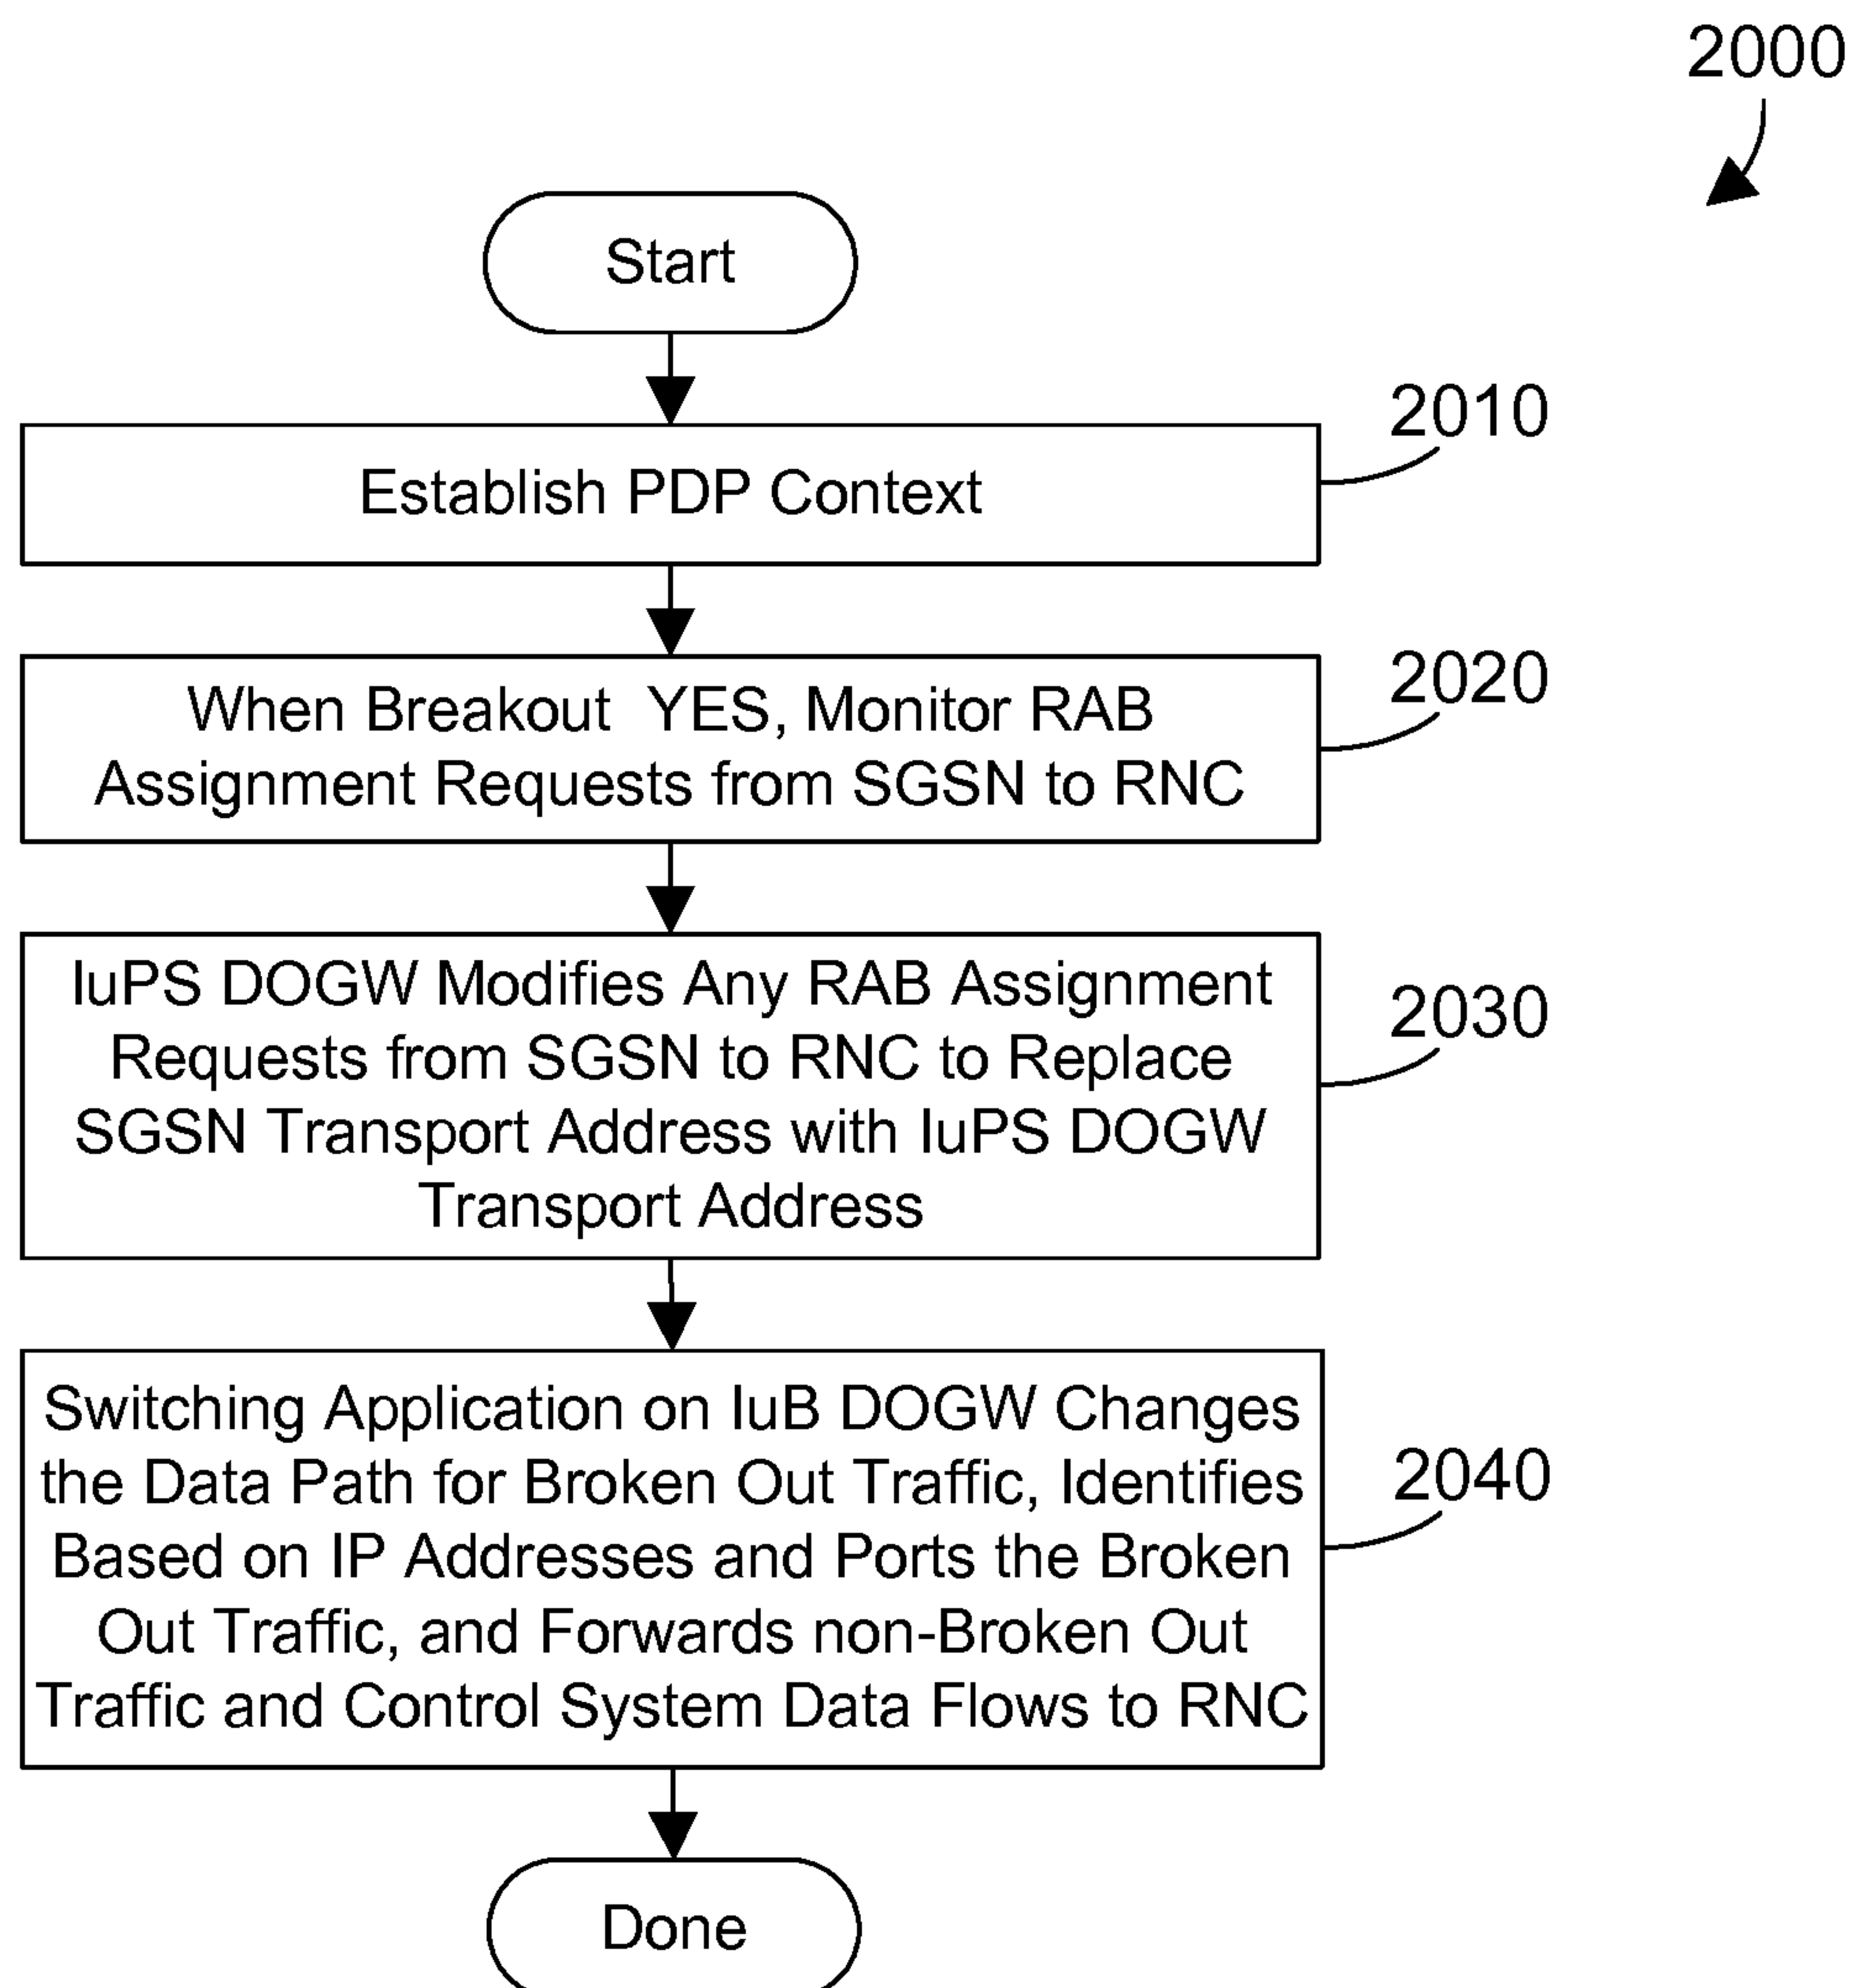 2000
Start
2010
Establish PDP Context
2020
When Breakout YES, Monitor RAB
Assignment Requests from SGSN to RNC
2030
IuPS DOGW Modifies Any RAB Assignment
Requests from SGSN to RNC to Replace
SGSN Transport Address with IuPS DOGW
Transport Address
2040
Switching Application on IuB DOGW Changes
the Data Path for Broken Out Traffic, Identifies
Based on IP Addresses and Ports the Broken
Out Traffic, and Forwards non-Broken Out
Traffic and Control System Data Flows to RNC
Done